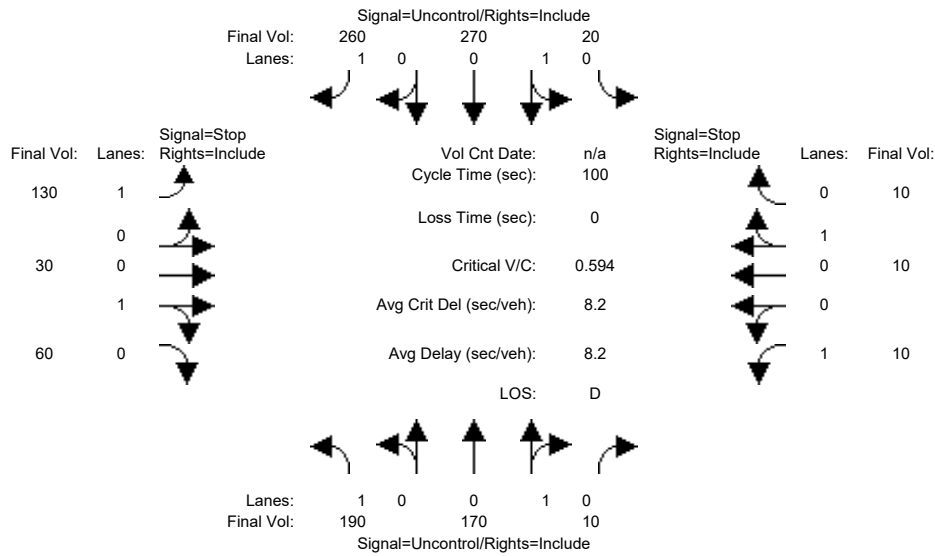 Signal=Uncontrol/Rights=Include
Final Vol: 260 270 20
Lanes: 1 0 0 1 0
Signal=Stop Signal=Stop
Final Vol: Lanes: Rights=Include Vol Cnt Date: n/a Rights=Include Lanes: Final Vol:
Cycle Time (sec): 100
130 1 0 10
Loss Time (sec): 0
0 1
30 0 Critical V/C: 0.594 0 10
1 Avg Crit Del (sec/veh): 8.2 0
60 0 Avg Delay (sec/veh): 8.2 1 10
LOS: D
Lanes: 1 0 0 1 0
Final Vol: 190 170 10
Signal=Uncontrol/Rights=Include